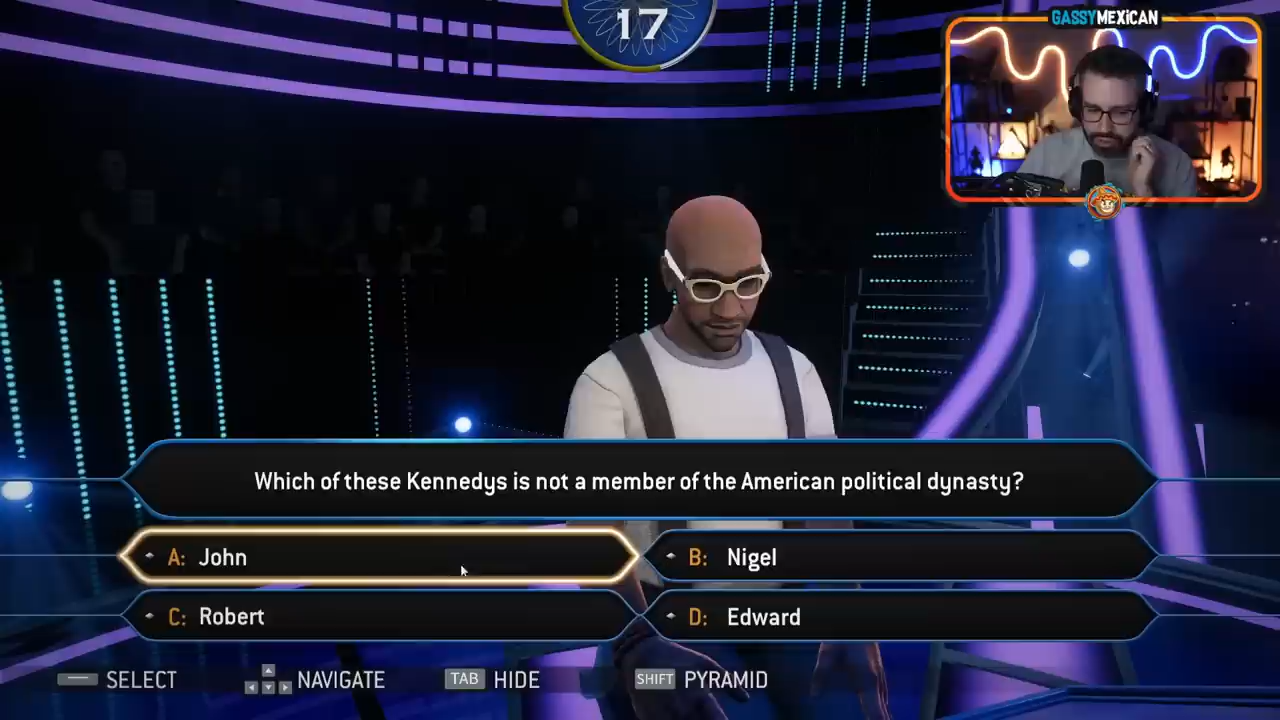 17
GASSYMEXICAN
Which of these Kennedys is not a member of the American political dynasty?
A: John
B: Nigel
C: Robert
D: Edward
SELECT
NAVIGATE
TAB HIDE
SHIFT PYRAMID